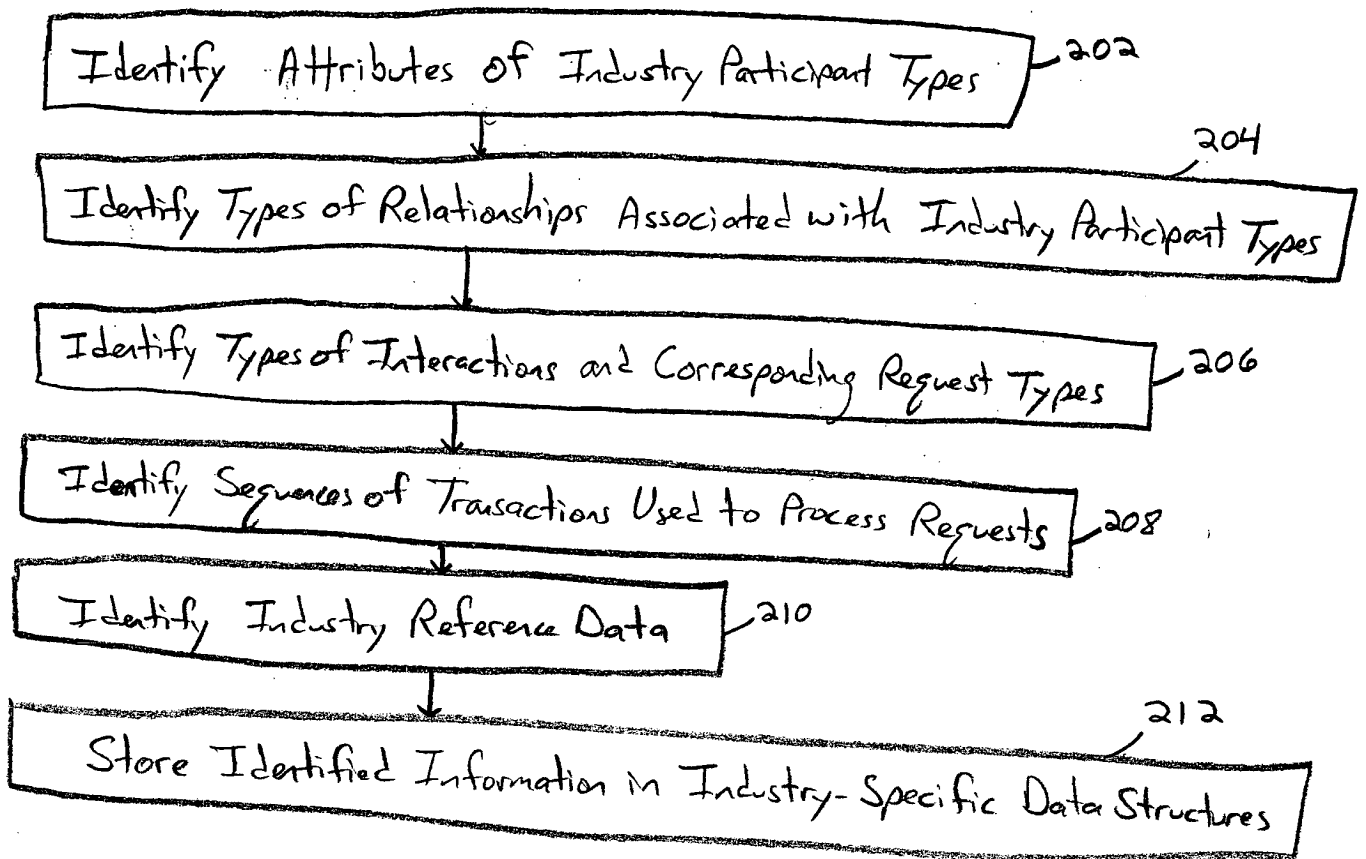 Identify Attributes of Industry Participant Types
202
204
Identify Types of Relationships Associated with Industry Participant Types
Identify Types of Interactions and Corresponding Request Types
206
Identify Sequences of Transactions Used to Process Requests
208
Identify Industry Reference Data
210
212
Store Identified Information in Industry-Specific Data Structures